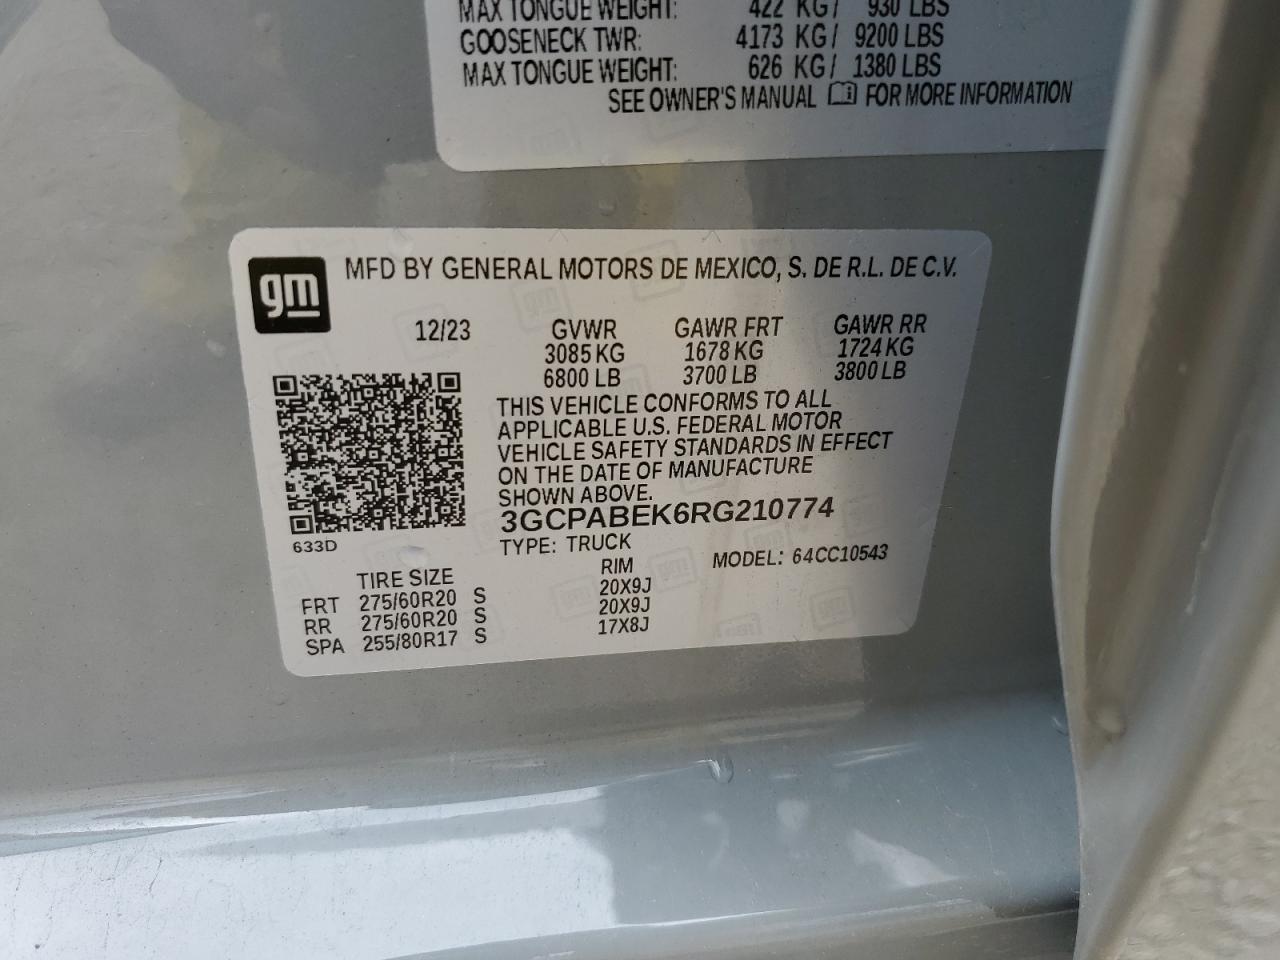 MAX TONGUE WEIGHT: 422 KG/ 930 LBS
GOOSENECK TWR: 4173 KG/ 9200 LBS
MAX TONGUE WEIGHT: 626 KG/ 1380 LBS
SEE OWNER'S MANUAL FOR MORE INFORMATION
gm
MFD BY GENERAL MOTORS DE MEXICO, S. DE R.L. DE C.V.
12/23 GVWR GAWR FRT GAWR RR
3085 KG 1678 KG 1724 KG
6800 LB 3700 LB 3800 LB
THIS VEHICLE CONFORMS TO ALL
APPLICABLE U.S. FEDERAL MOTOR
VEHICLE SAFETY STANDARDS IN EFFECT
ON THE DATE OF MANUFACTURE
SHOWN ABOVE.
3GCPABEK6RG210774
633D
TYPE: TRUCK MODEL: 64CC10543
TIRE SIZE RIM
FRT 275/60R20 S 20X9J
RR 275/60R20 S 20X9J
SPA 255/80R17 S 17X8J